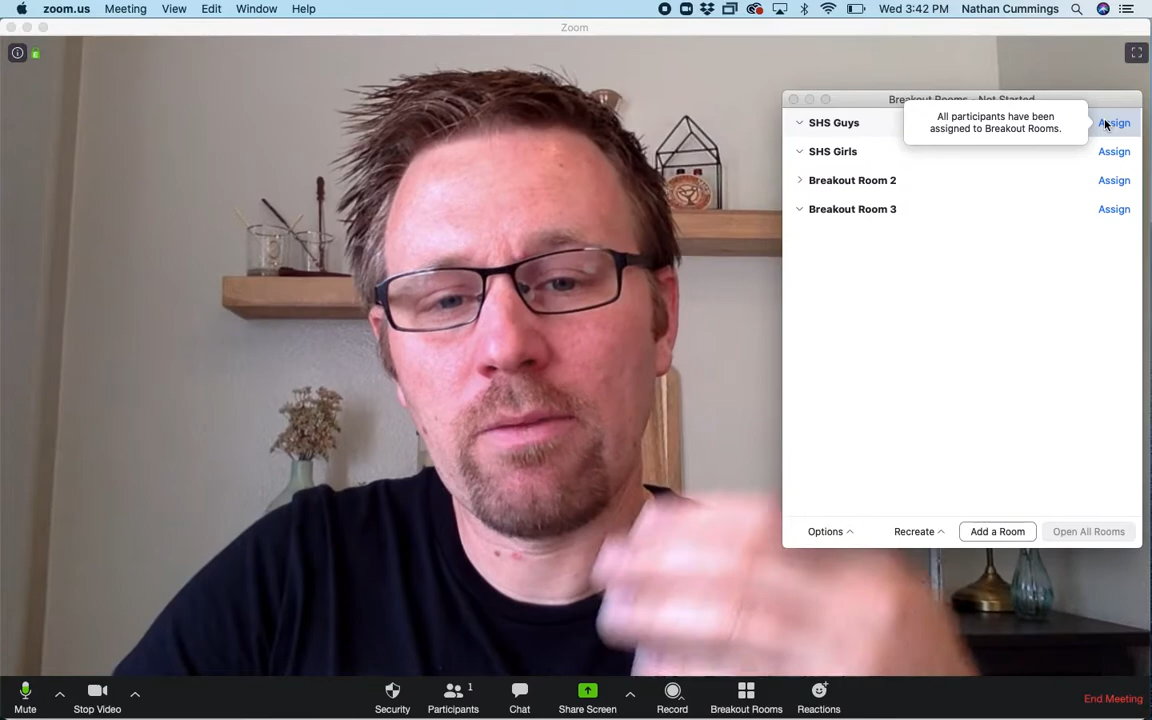 zoom.us Meeting View Edit Window Help Wed 3:42 PM Nathan Cummings
Zoom
Breakout Rooms - Not Started
All participants have been
assigned to Breakout Rooms.
SHS Guys Assign
SHS Girls Assign
Breakout Room 2 Assign
Breakout Room 3 Assign
Options Recreate Add a Room Open All Rooms
Mute Stop Video Security Participants 1 Chat Share Screen Record Breakout Rooms Reactions End Meeting